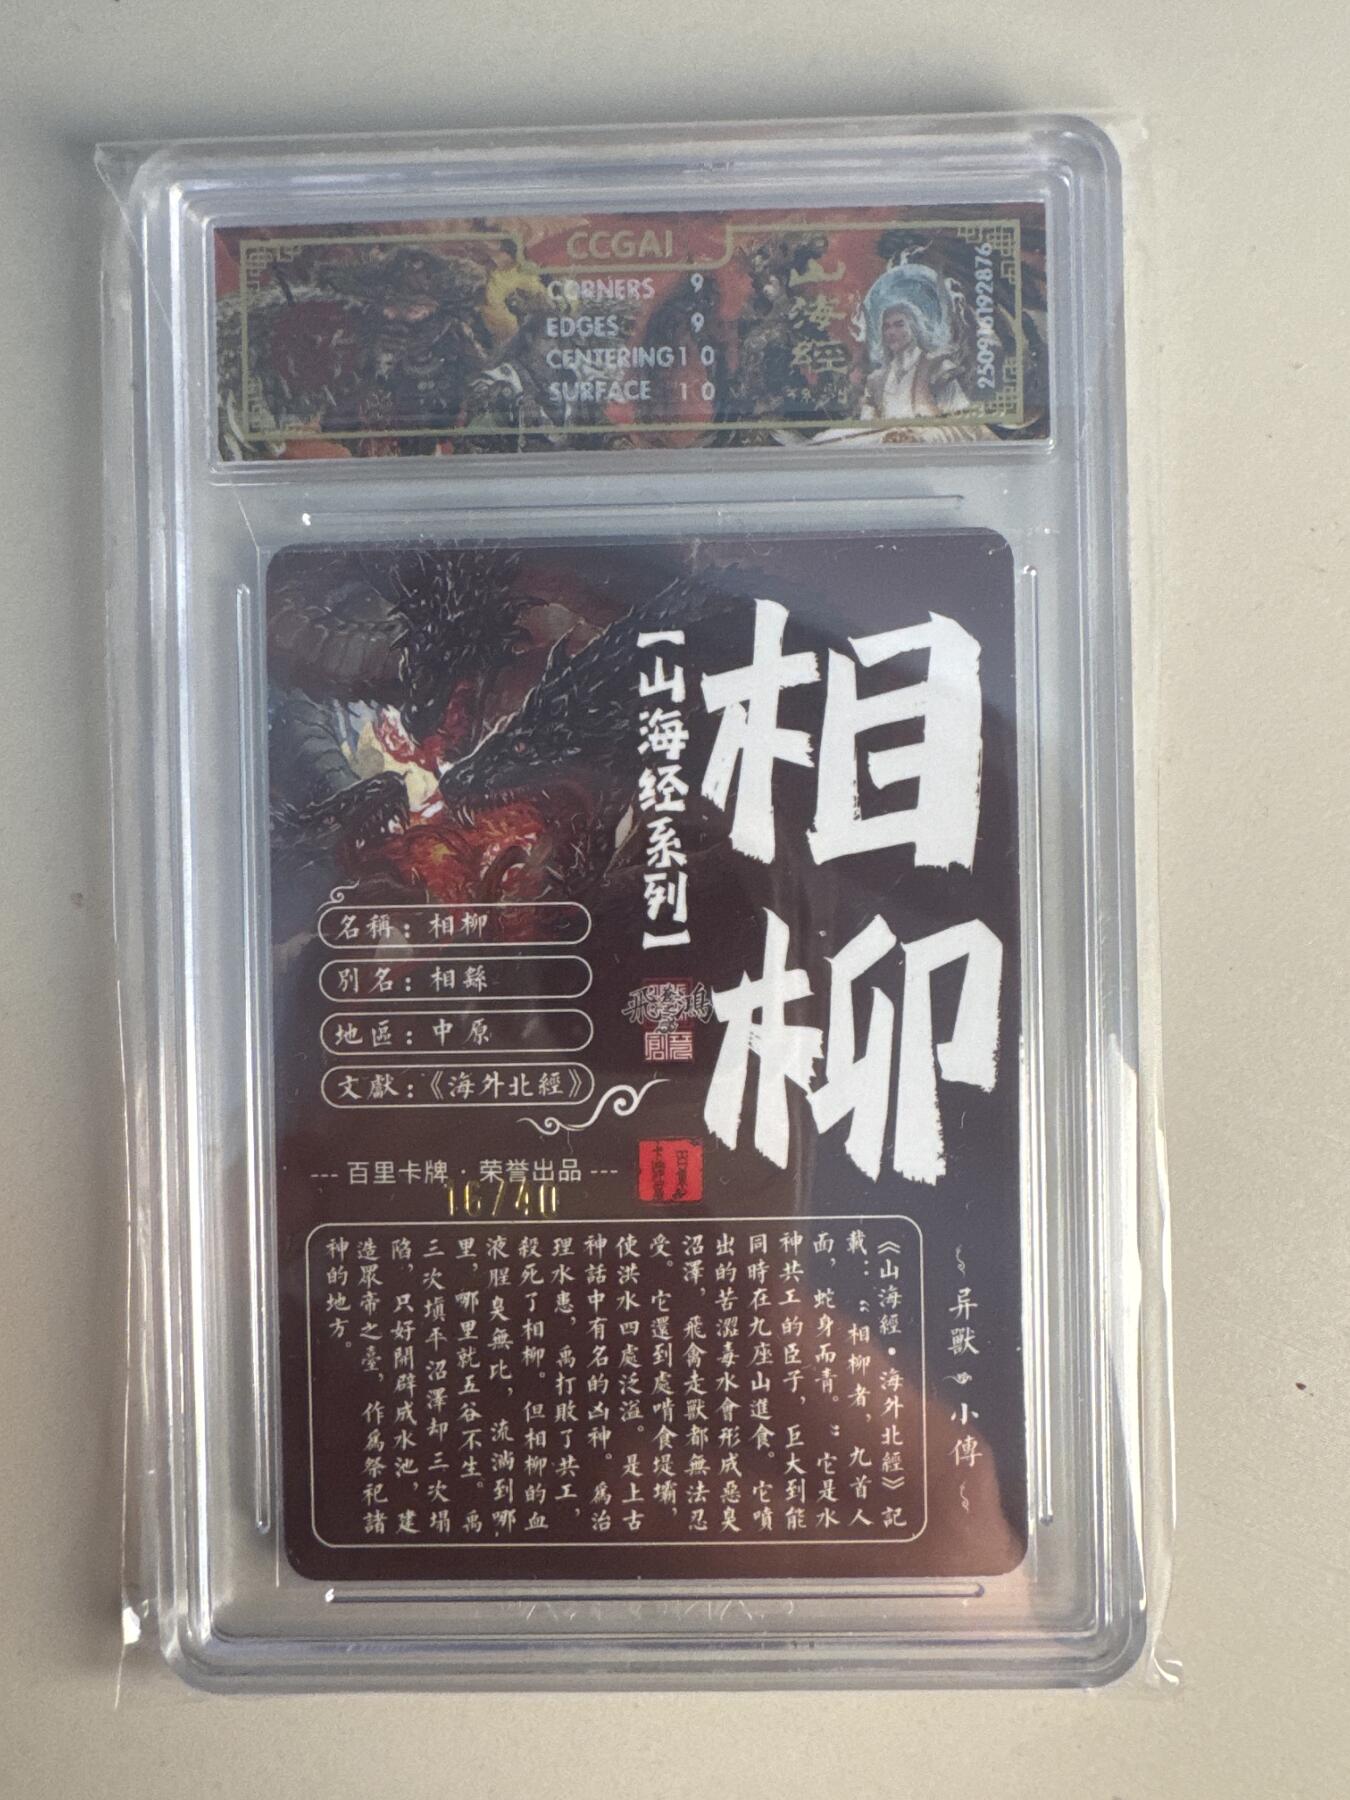 CCGAI
CORNERS 9
EDGES 9
CENTERING 10
SURFACE 10
山海經
相柳
【山海经系列】
名稱：相柳
別名：相繇
地區：中原
文獻：《海外北經》
--- 百里卡牌·荣誉出品 ---
16/40
异獸小傳
《山海經·海外北經》記
載："相柳者，九首人
面，蛇身而青。"它是水
神共工的臣子，巨大到能
同時在九座山進食。它噴
出的苦澀毒水會形成惡臭
沼澤，飛禽走獸都無法忍
受。它還到處啃食堤壩，
使洪水四處泛溢。是上古
神話中有名的凶神。爲治
理水患，禹打敗了共工，
殺死了相柳。但相柳的血
液腥臭無比，流淌到哪
里，哪里就五谷不生。禹
三次填平沼澤却三次塌
陷，只好開辟成水池，建
造眾帝之臺，作爲祭祀諸
神的地方。